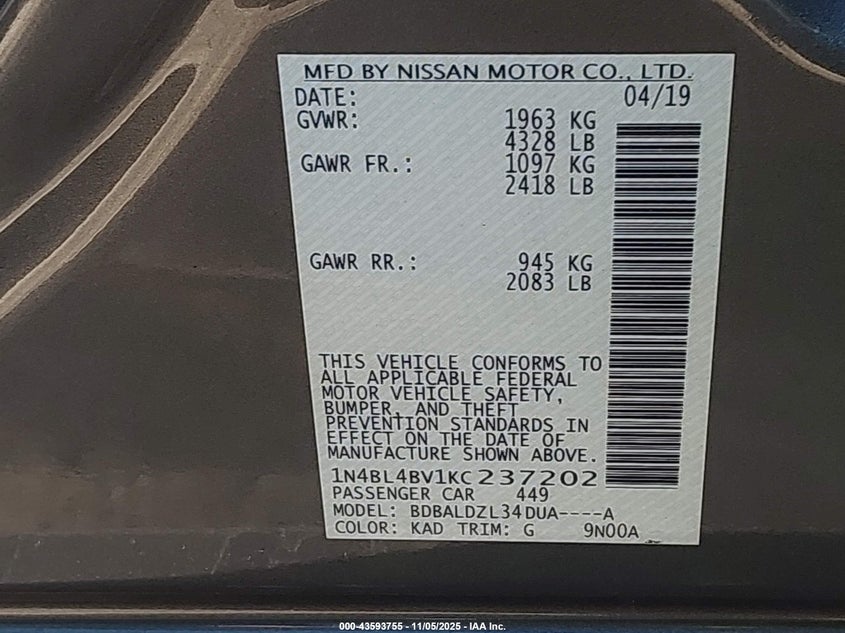 MFD BY NISSAN MOTOR CO., LTD.
DATE: 04/19
GVWR: 1963 KG
4328 LB
GAWR FR.: 1097 KG
2418 LB
GAWR RR.: 945 KG
2083 LB
THIS VEHICLE CONFORMS TO
ALL APPLICABLE FEDERAL
MOTOR VEHICLE SAFETY,
BUMPER, AND THEFT
PREVENTION STANDARDS IN
EFFECT ON THE DATE OF
MANUFACTURE SHOWN ABOVE.
1N4BL4BV1KC237202
PASSENGER CAR 449
MODEL: BDBALDZL34DUA----A
COLOR: KAD TRIM: G 9N00A
000-43593755 - 11/05/2025 - IAA Inc.